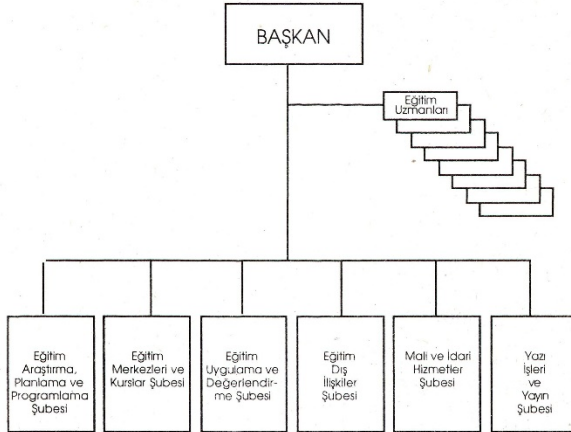 BAŞKAN
Eğitim
Uzmanları
Eğitim
Araştırma,
Planlama ve
Programlama
Şubesi
Eğitim
Merkezleri ve
Kurslar Şubesi
Eğitim
Uygulama ve
Değerlendir-
me Şubesi
Eğitim
Dış
İlişkiler
Şubesi
Mali ve İdari
Hizmetler
Şubesi
Yazı
İşleri
ve
Yayın
Şubesi